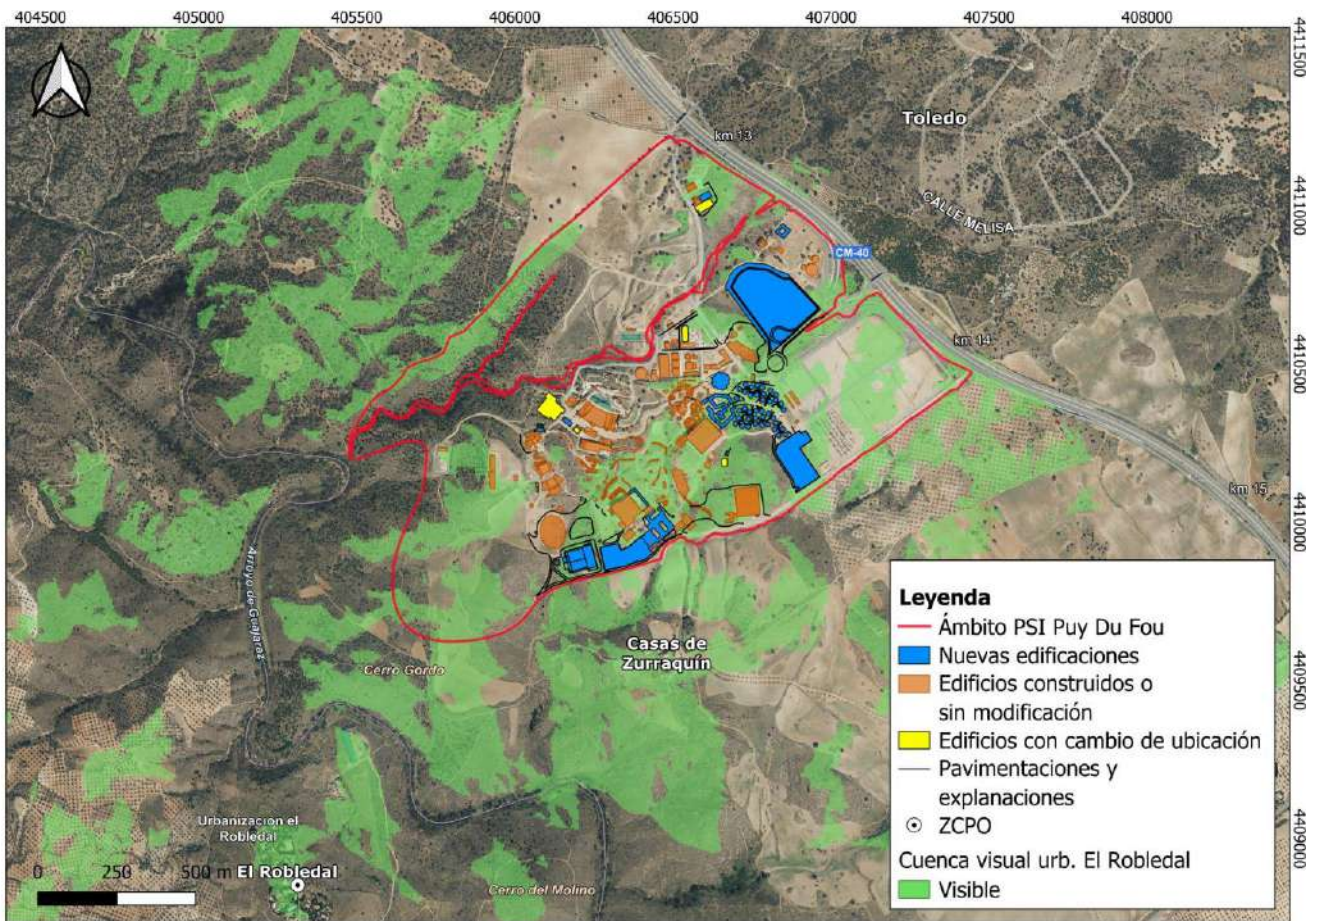 404500 405000 405500 406000 406500 407000 407500 408000
4411500
km 13
Toledo
4411000
CALLE MELISA
CM-40
km 14
4410500
km 15
4410000
Arroyo de Guajaraz
Leyenda
Ámbito PSI Puy Du Fou
Nuevas edificaciones
Edificios construidos o
sin modificación
Edificios con cambio de ubicación
Pavimentaciones y
explanaciones
ZCPO
Cuenca visual urb. El Robledal
Visible
Casas de
Zurraquín
Cerro Gordo
4409500
Urbanización el
Robledal
4409000
0 250 500 m
El Robledal
Cerro del Molino